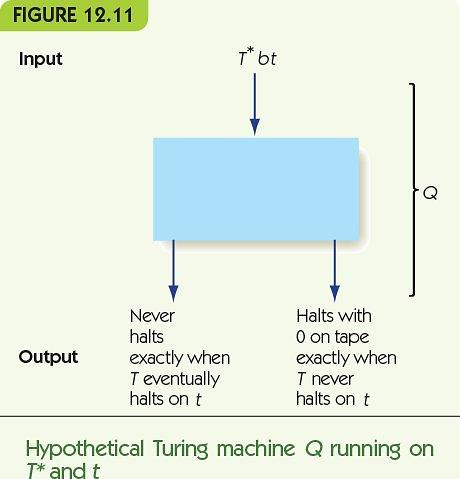 FIGURE 12.11
Input
T* bt
Q
Output
Never
halts
exactly when
T eventually
halts on t
Halts with
0 on tape
exactly when
T never
halts on t
Hypothetical Turing machine Q running on
T* and t